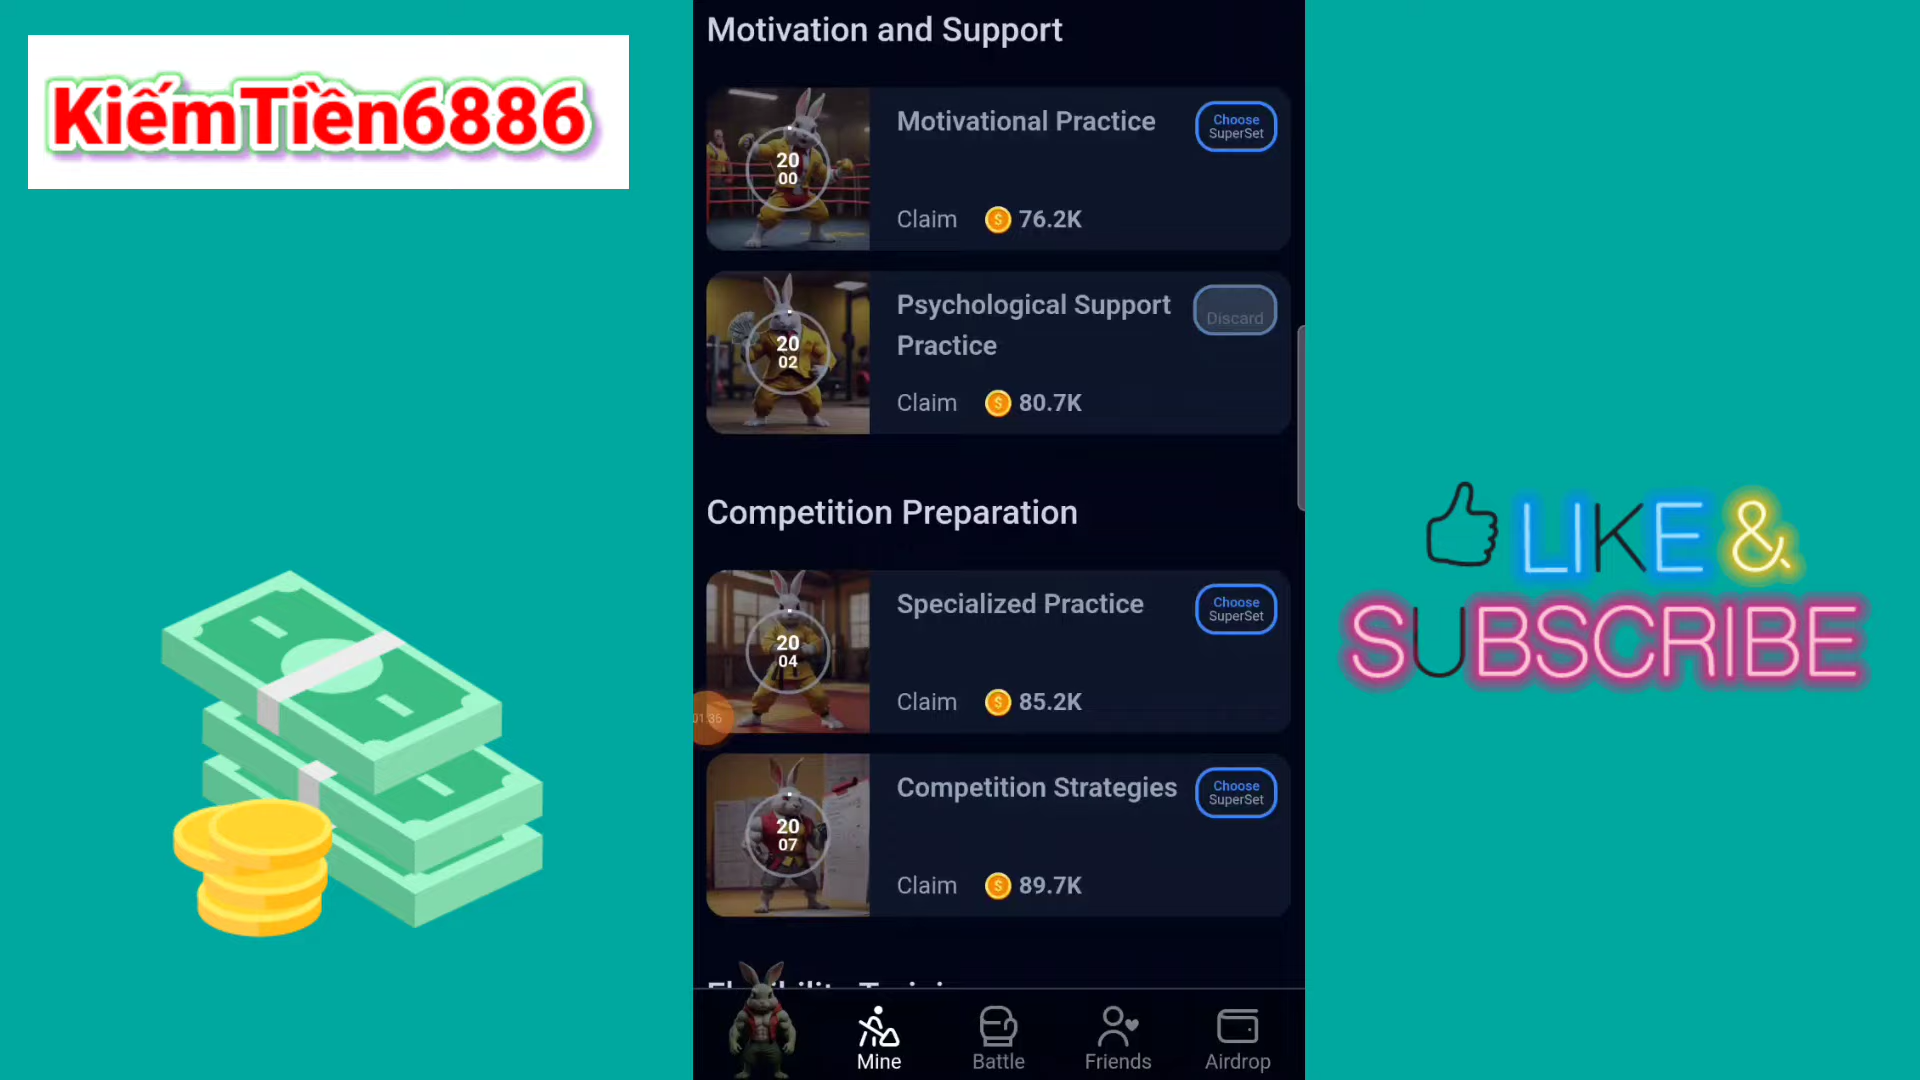 KiếmTiền6886
Motivation and Support
20
00
Motivational Practice
Choose
SuperSet
Claim 76.2K
20
02
Psychological Support
Practice
Discard
Claim 80.7K
Competition Preparation
20
04
Specialized Practice
Choose
SuperSet
Claim 85.2K
01:36
20
07
Competition Strategies
Choose
SuperSet
Claim 89.7K
Mine
Battle
Friends
Airdrop
LIKE &
SUBSCRIBE